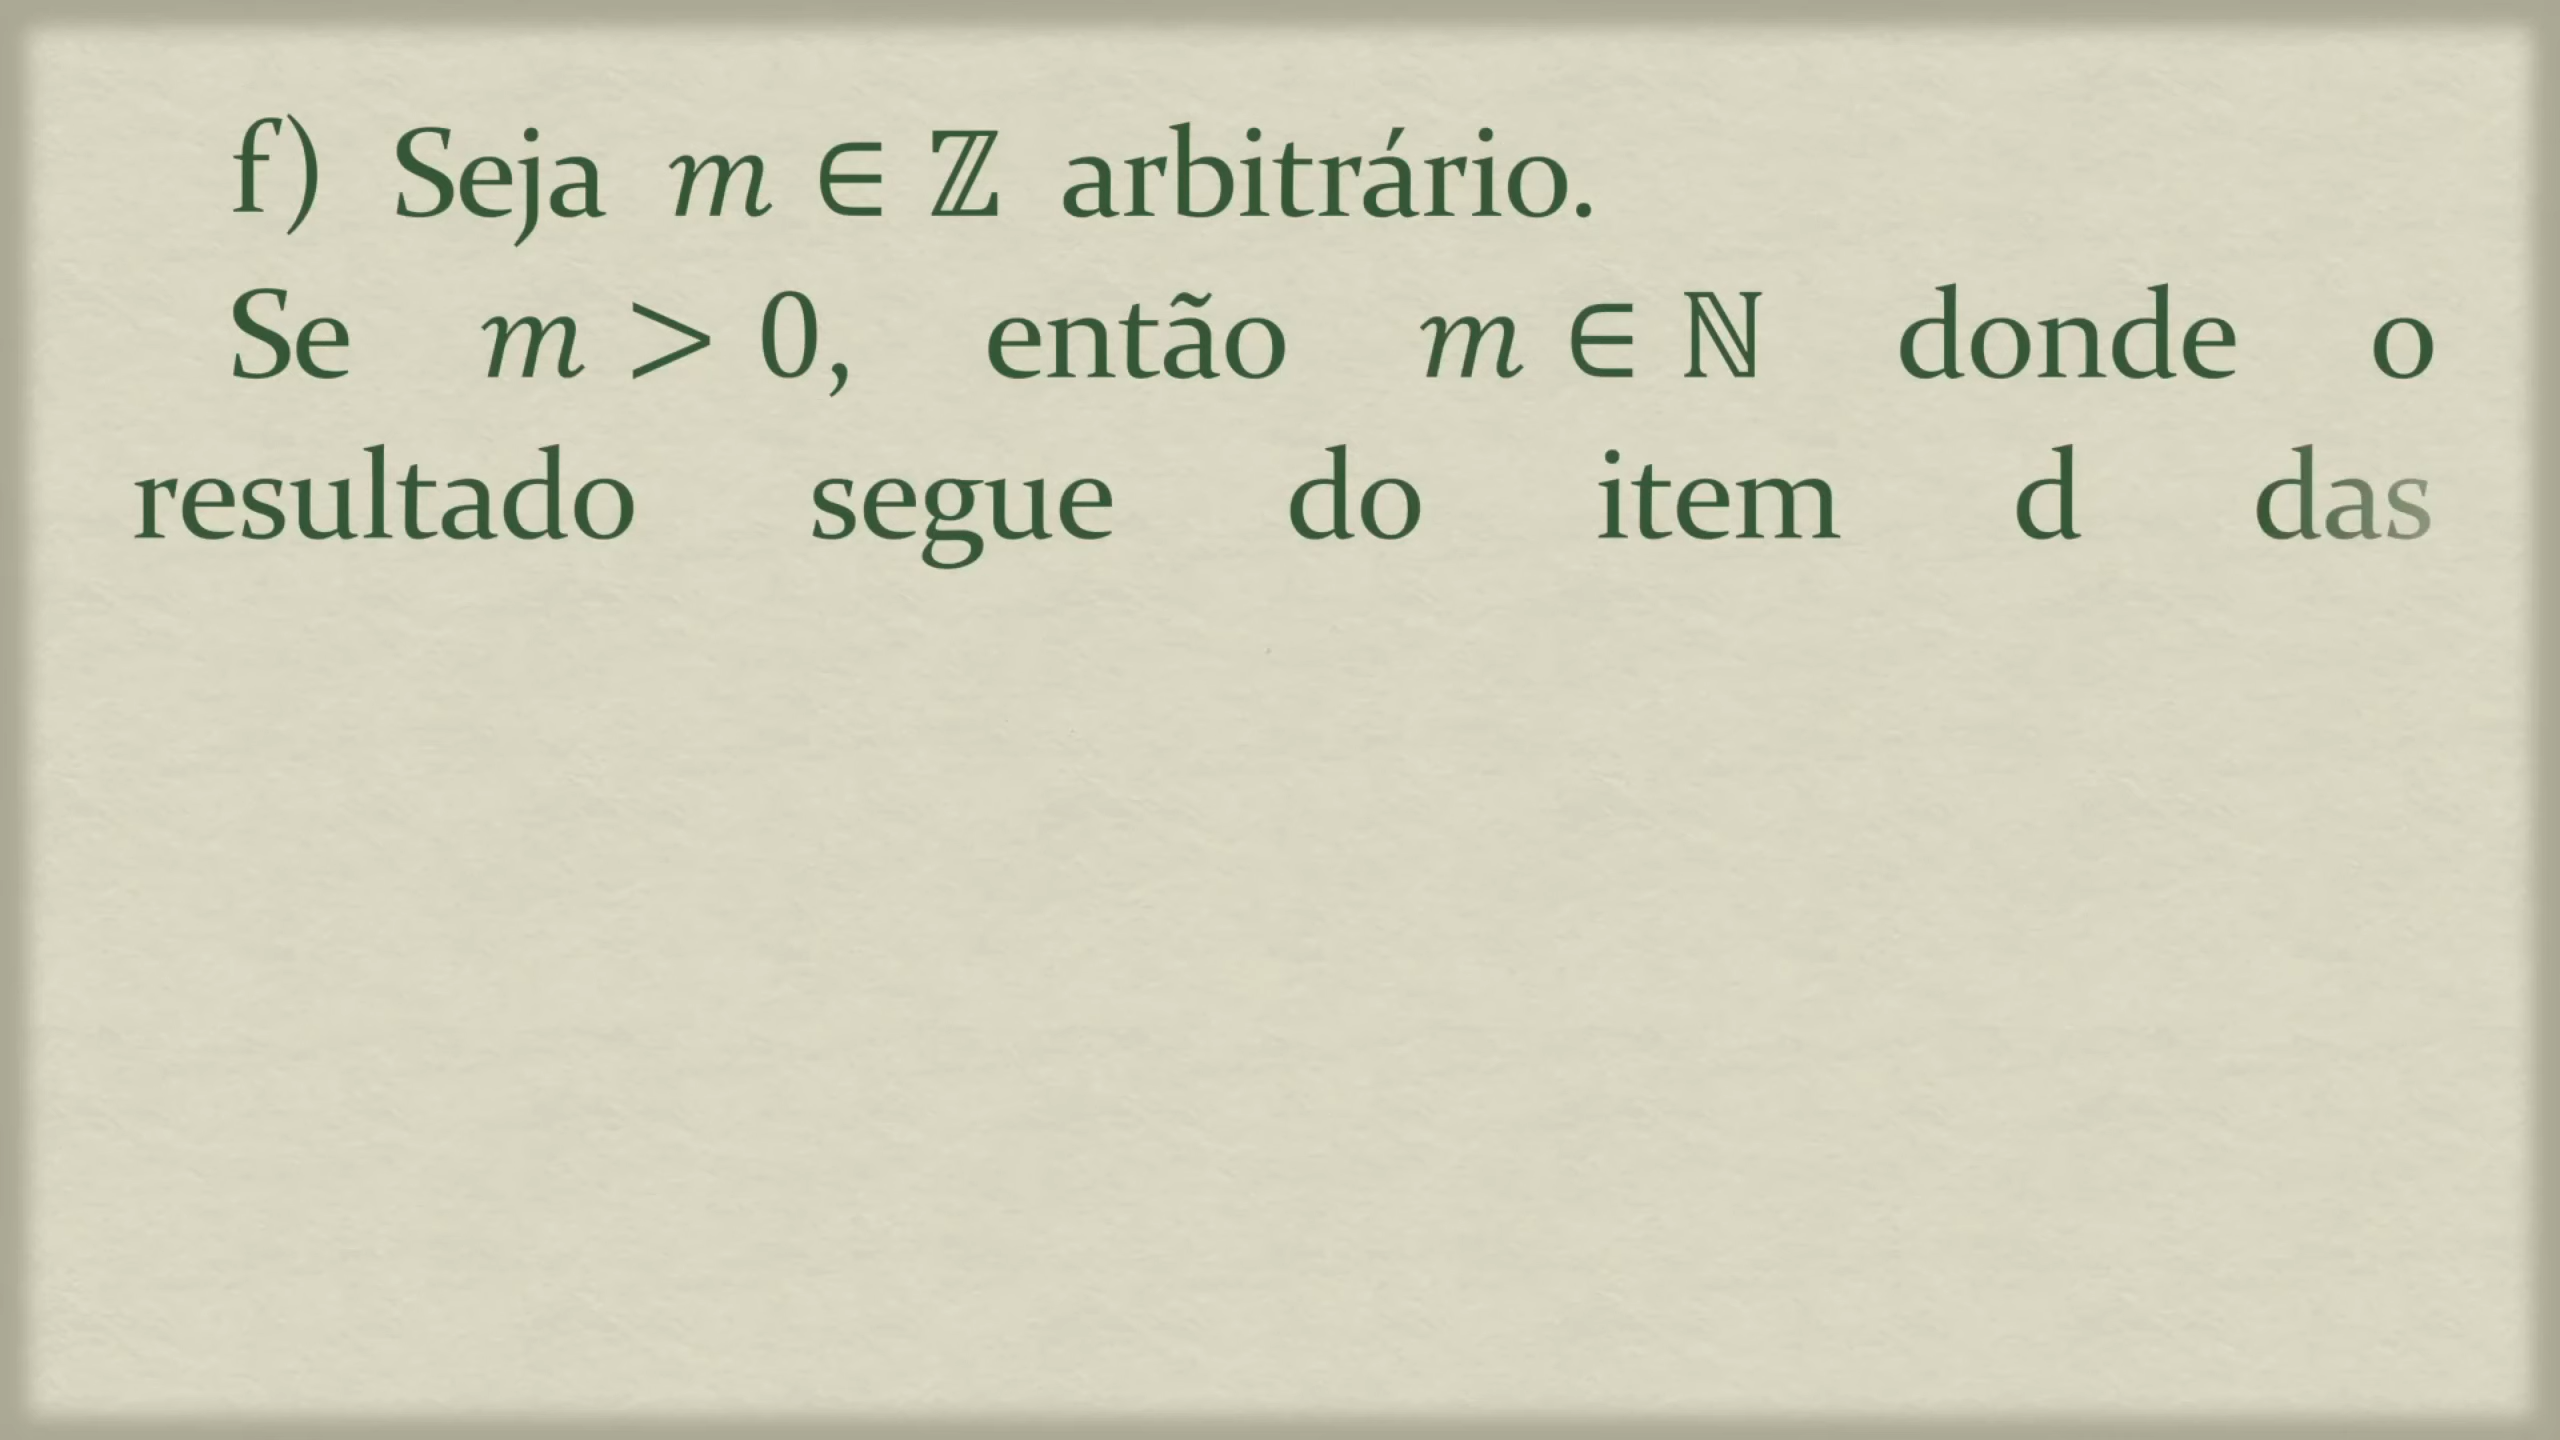 f) Seja m ∈ ℤ arbitrário.
Se m > 0, então m ∈ ℕ donde o
resultado segue do item d das